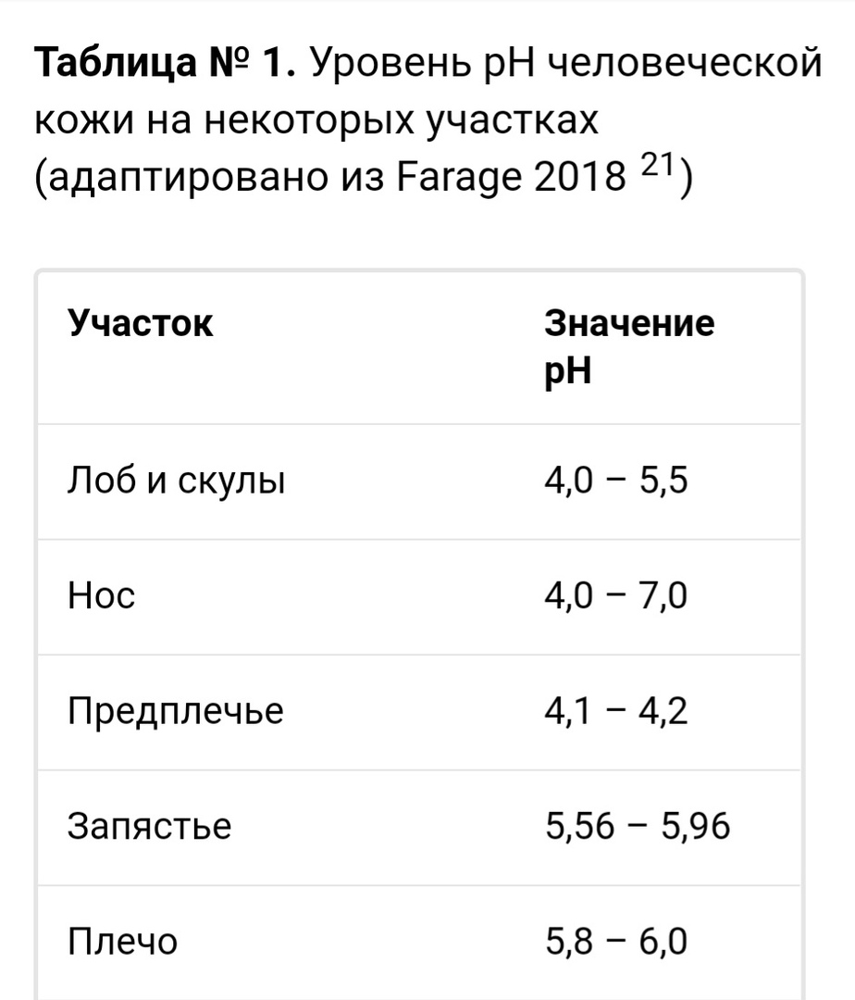 Таблица № 1. Уровень pH человеческой
кожи на некоторых участках
(адаптировано из Farage 2018 ²¹)
Участок Значение
pH
Лоб и скулы 4,0 – 5,5
Нос 4,0 – 7,0
Предплечье 4,1 – 4,2
Запястье 5,56 – 5,96
Плечо 5,8 – 6,0